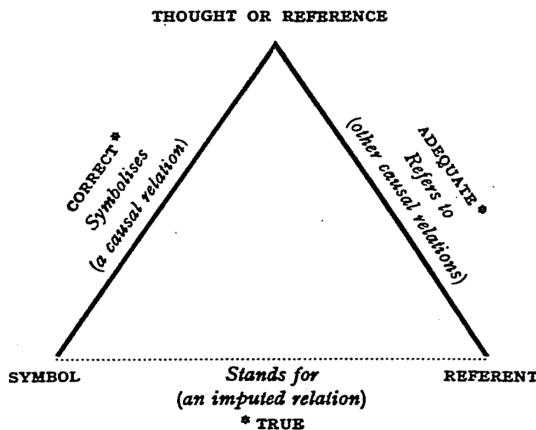 THOUGHT OR REFERENCE
CORRECT*
Symbolises
(a causal relation)
ADEQUATE*
Refers to
(other causal relations)
SYMBOL
Stands for
REFERENT
(an imputed relation)
* TRUE